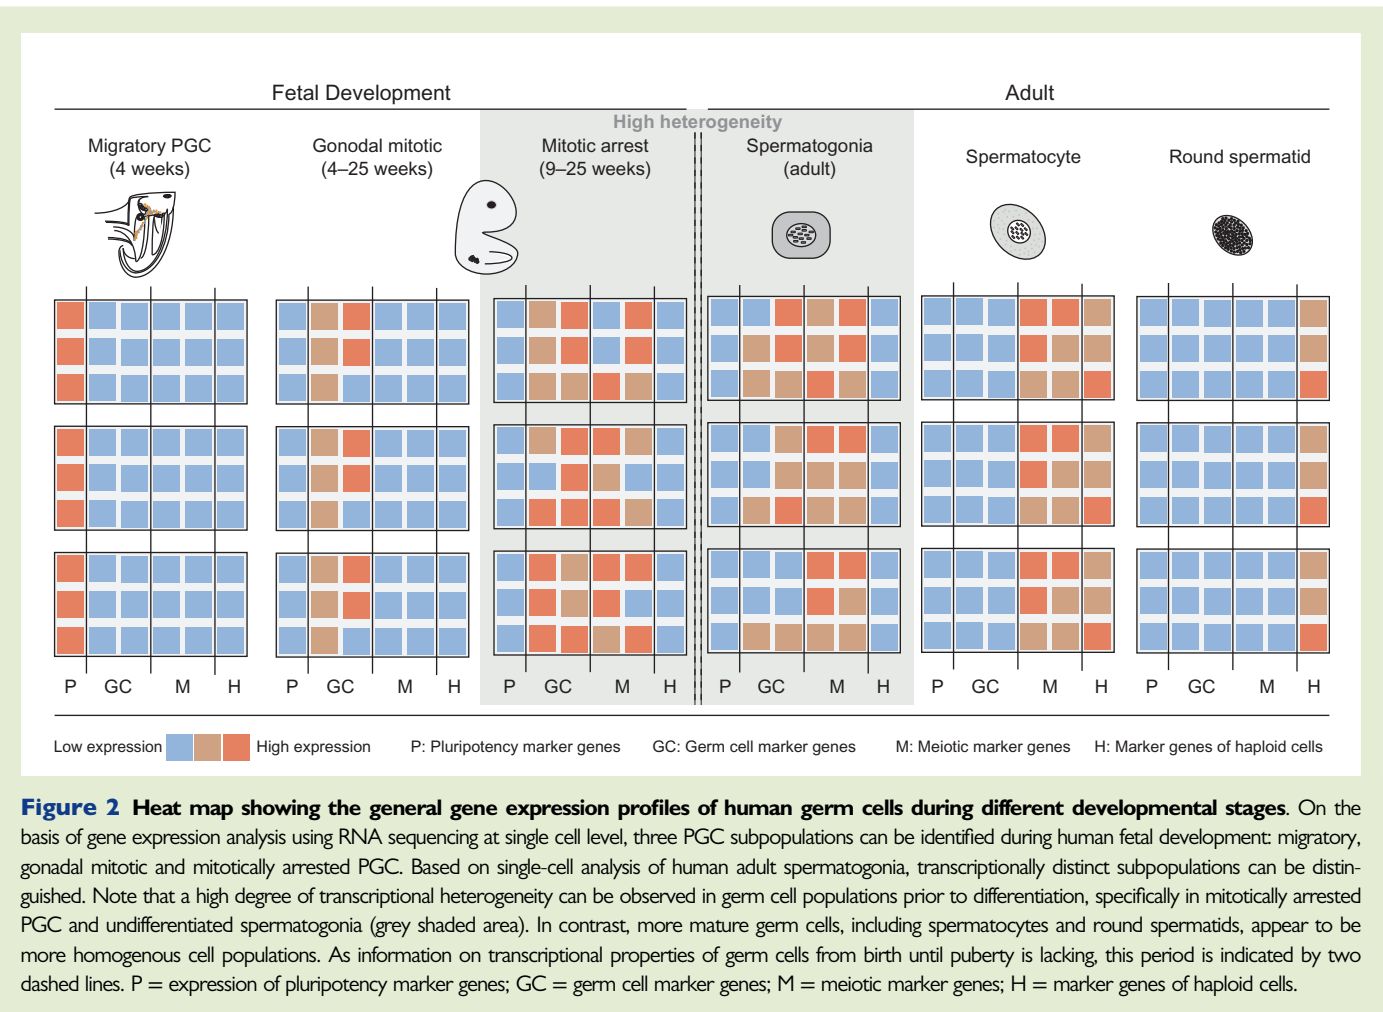 Fetal Development
Adult
High heterogeneity
Migratory PGC
(4 weeks)
Gonodal mitotic
(4–25 weeks)
Mitotic arrest
(9–25 weeks)
Spermatogonia
(adult)
Spermatocyte
Round spermatid
P GC M H P GC M H P GC M H P GC M H P GC M H P GC M H
Low expression High expression P: Pluripotency marker genes GC: Germ cell marker genes M: Meiotic marker genes H: Marker genes of haploid cells
Figure 2 Heat map showing the general gene expression profiles of human germ cells during different developmental stages. On the
basis of gene expression analysis using RNA sequencing at single cell level, three PGC subpopulations can be identified during human fetal development: migratory,
gonadal mitotic and mitotically arrested PGC. Based on single-cell analysis of human adult spermatogonia, transcriptionally distinct subpopulations can be distin-
guished. Note that a high degree of transcriptional heterogeneity can be observed in germ cell populations prior to differentiation, specifically in mitotically arrested
PGC and undifferentiated spermatogonia (grey shaded area). In contrast, more mature germ cells, including spermatocytes and round spermatids, appear to be
more homogenous cell populations. As information on transcriptional properties of germ cells from birth until puberty is lacking, this period is indicated by two
dashed lines. P = expression of pluripotency marker genes; GC = germ cell marker genes; M = meiotic marker genes; H = marker genes of haploid cells.